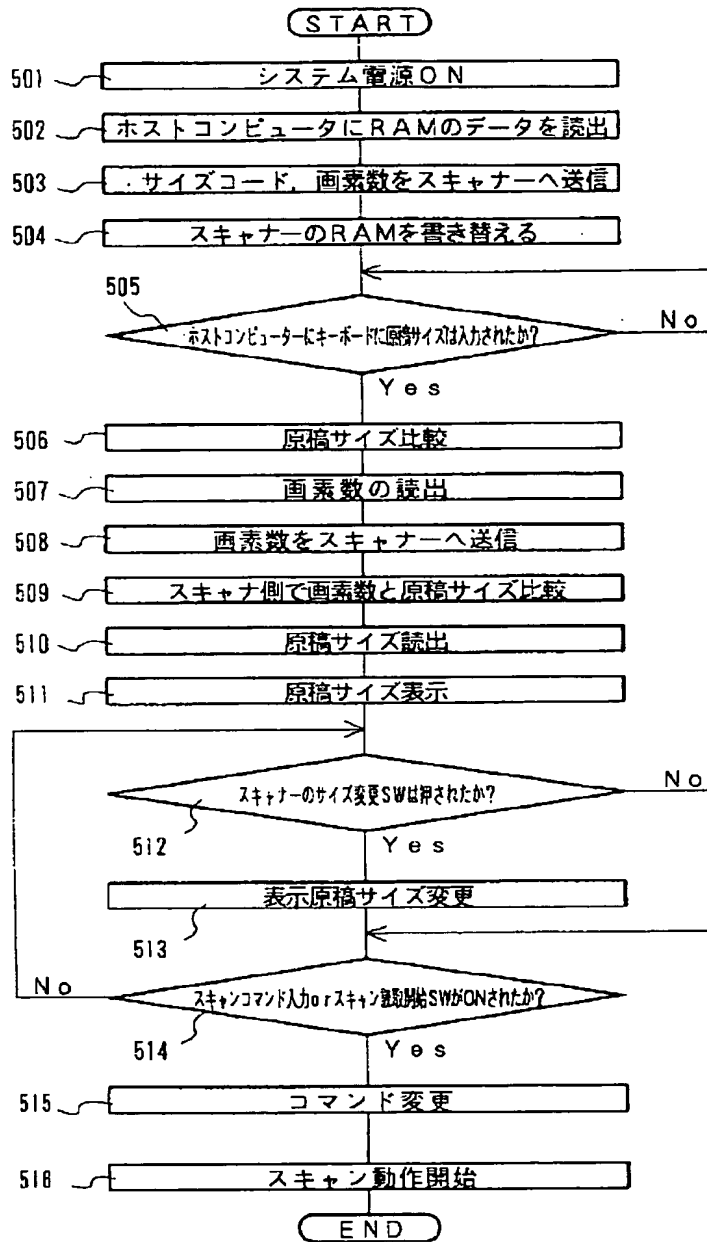 START
501 システム電源ON
502 ホストコンピュータにRAMのデータを読出
503 .サイズコード,画素数をスキャナーへ送信
504 スキャナーのRAMを書き替える
505
ホストコンピューターにキーボードに原稿サイズは入力されたか?
No
Yes
506 原稿サイズ比較
507 画素数の読出
508 画素数をスキャナーへ送信
509 スキャナ側で画素数と原稿サイズ比較
510 原稿サイズ読出
511 原稿サイズ表示
スキャナーのサイズ変更SWは押されたか?
No
512
Yes
表示原稿サイズ変更
513
No
スキャンコマンド入力orスキャン 開始SWがONされたか?
514
Yes
515 コマンド変更
516 スキャン動作開始
END